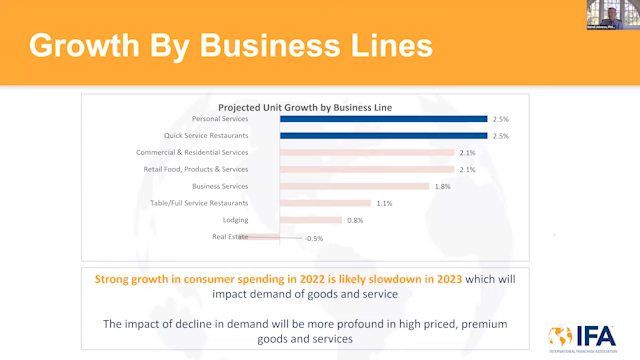 Growth By Business Lines
Projected Unit Growth by Business Line
Personal Services 2.5%
Quick Service Restaurants 2.5%
Commercial & Residential Services 2.1%
Retail Food, Products & Services 2.1%
Business Services 1.8%
Table/Full Service Restaurants 1.1%
Lodging 0.8%
Real Estate -0.5%
Strong growth in consumer spending in 2022 is likely slowdown in 2023 which will
impact demand of goods and service
The impact of decline in demand will be more profound in high priced, premium
goods and services
IFA
INTERNATIONAL FRANCHISE ASSOCIATION